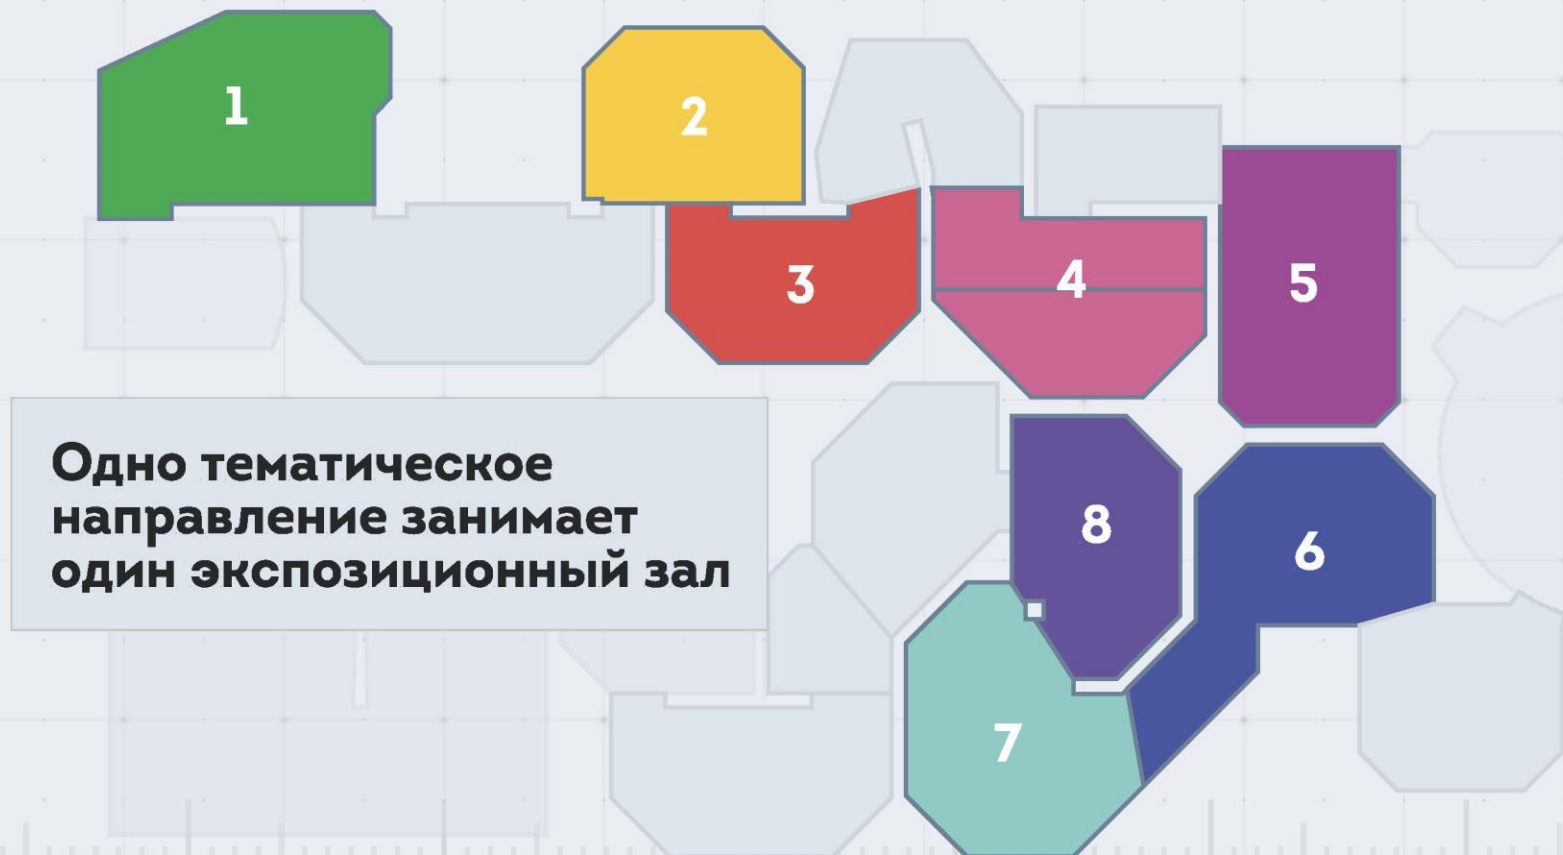 1
2
3
4
5
8
6
7
Одно тематическое
направление занимает
один экспозиционный зал